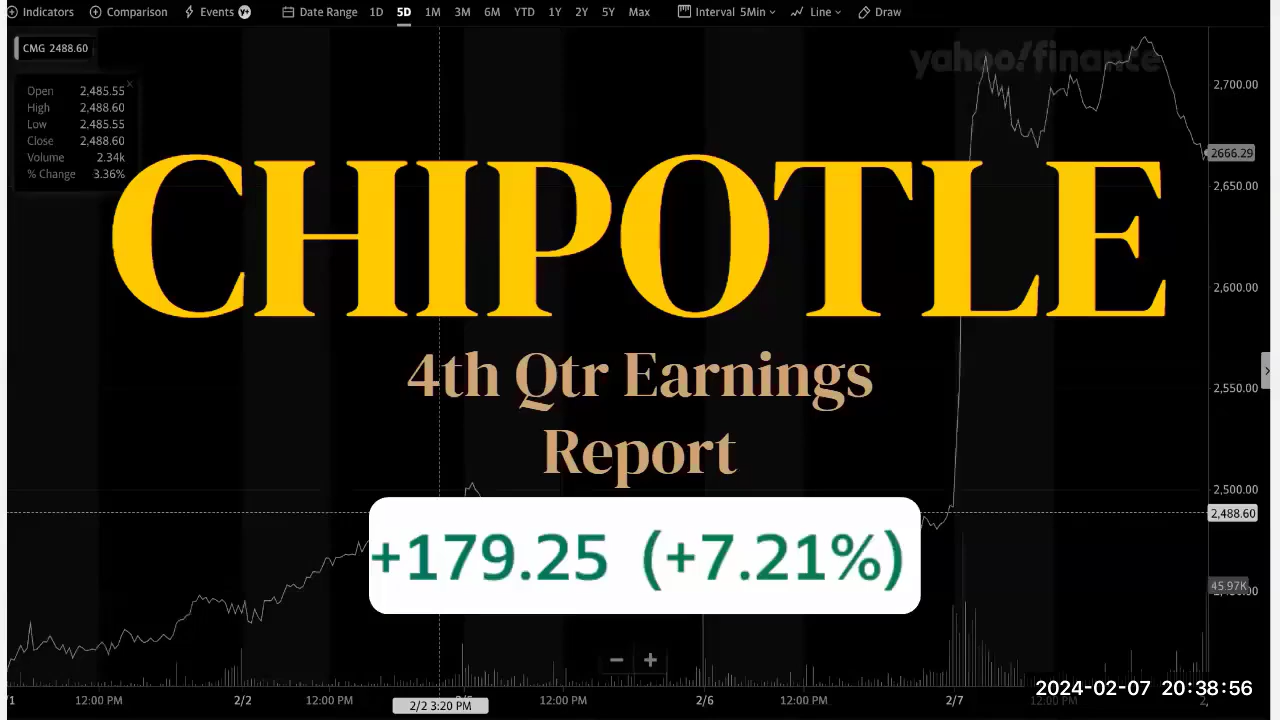 Indicators Comparison Events Y+ Date Range 1D 5D 1M 3M 6M YTD 1Y 2Y 5Y Max Interval 5Min Line Draw
CMG 2488.60
yahoo!finance
Open 2,485.55
High 2,488.60
Low 2,485.55
Close 2,488.60
Volume 2.34k
% Change 3.36%
2,700.00
2666.29
2,650.00
CHIPOTLE
2,600.00
4th Qtr Earnings
2,550.00
Report
2,500.00
2,488.60
+179.25 (+7.21%)
45.97K
12:00 PM 2/2 12:00 PM 12:00 PM 2/6 12:00 PM 2/7 12:00 PM
2/2 3:20 PM
2024-02-07 20:38:56